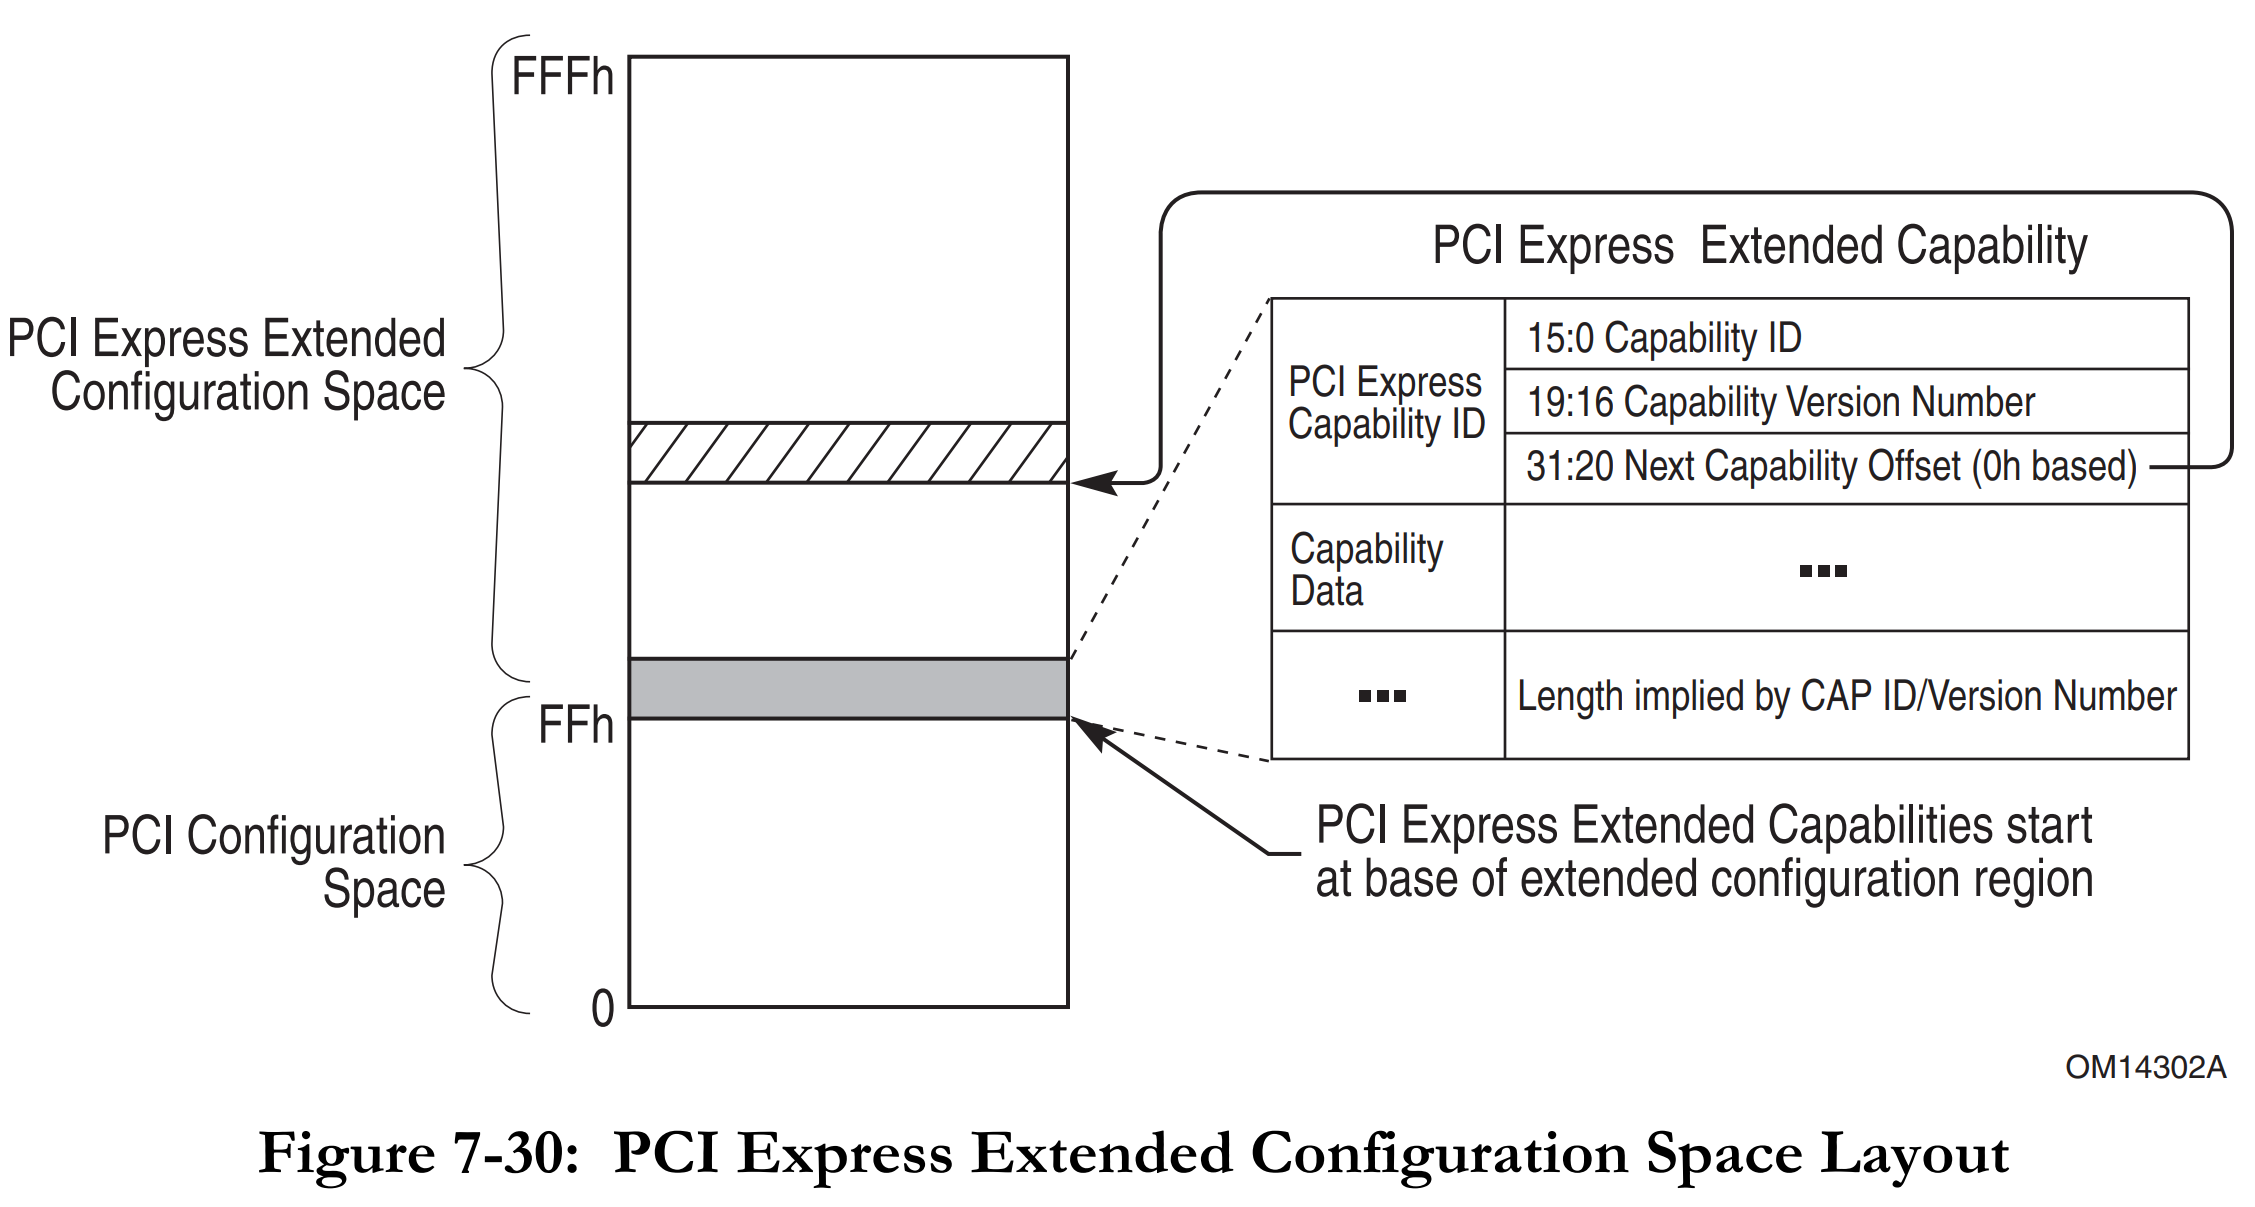 FFFh
PCI Express Extended
Configuration Space
FFh
PCI Configuration
Space
0
PCI Express Extended Capability
PCI Express
Capability ID
15:0 Capability ID
19:16 Capability Version Number
31:20 Next Capability Offset (0h based)
Capability
Data
Length implied by CAP ID/Version Number
PCI Express Extended Capabilities start
at base of extended configuration region
OM14302A
Figure 7-30: PCI Express Extended Configuration Space Layout